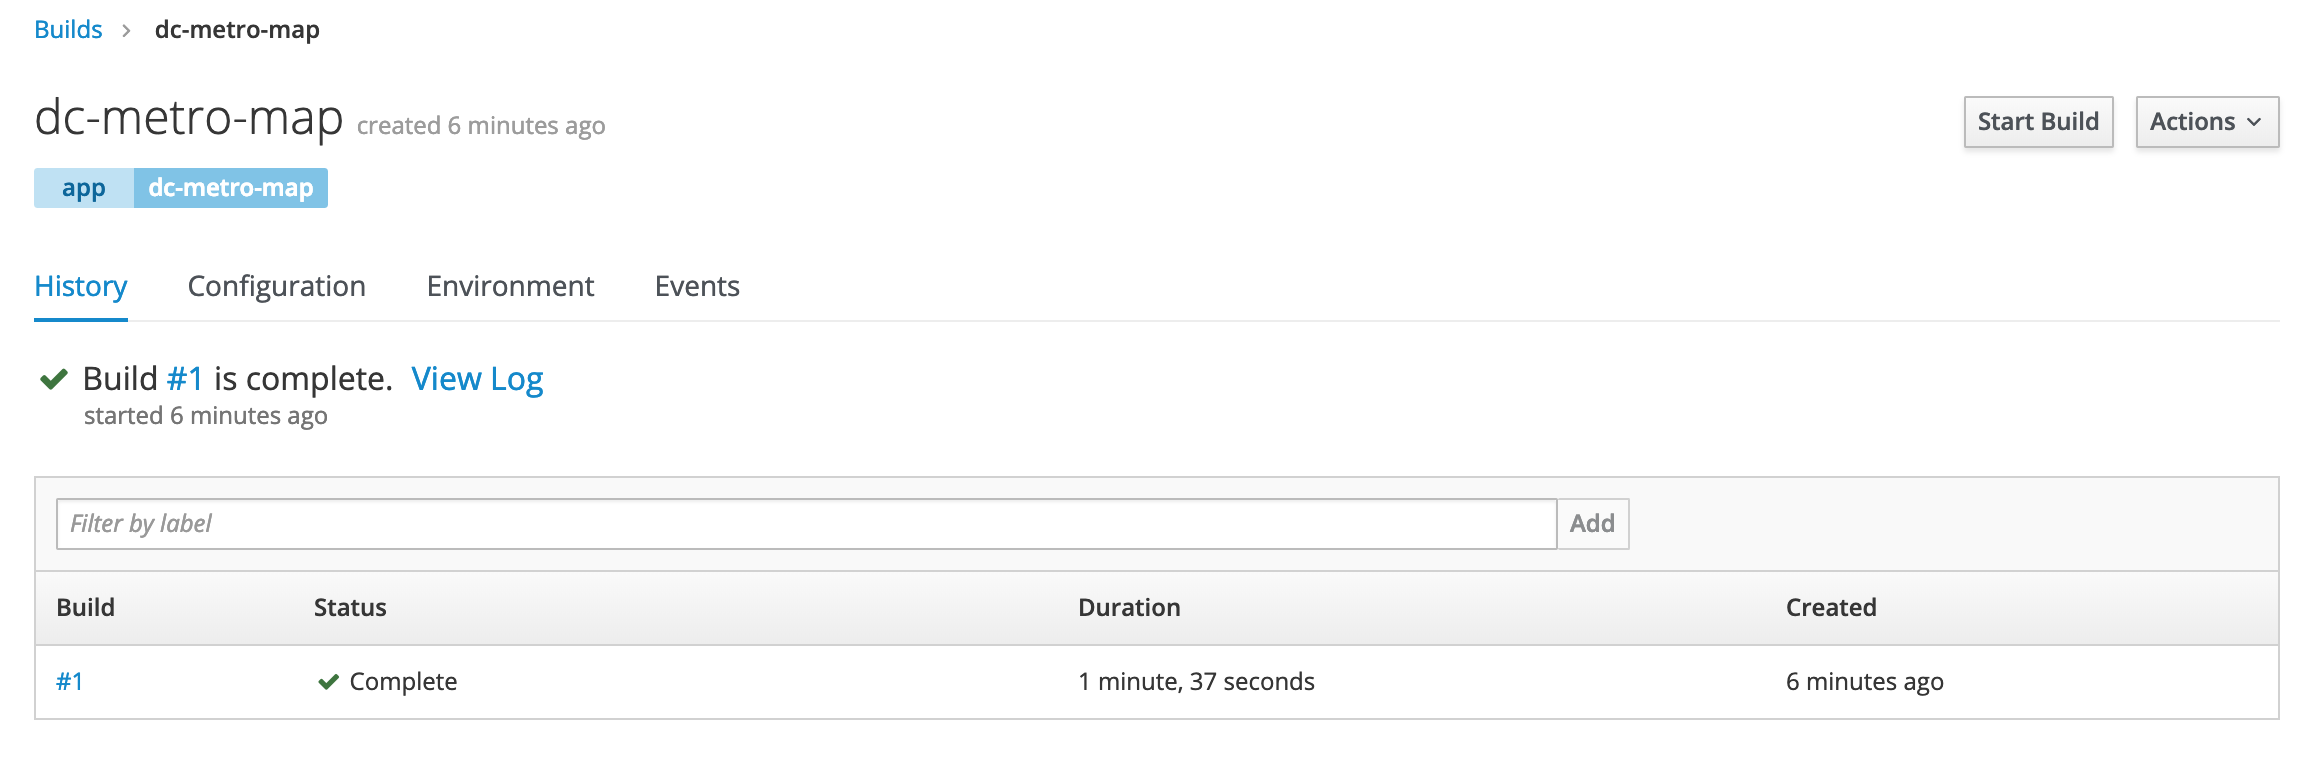 Builds > dc-metro-map
dc-metro-map created 6 minutes ago
Start Build
Actions
app dc-metro-map
History Configuration Environment Events
Build #1 is complete. View Log
started 6 minutes ago
Filter by label Add
Build Status Duration Created
#1 Complete 1 minute, 37 seconds 6 minutes ago